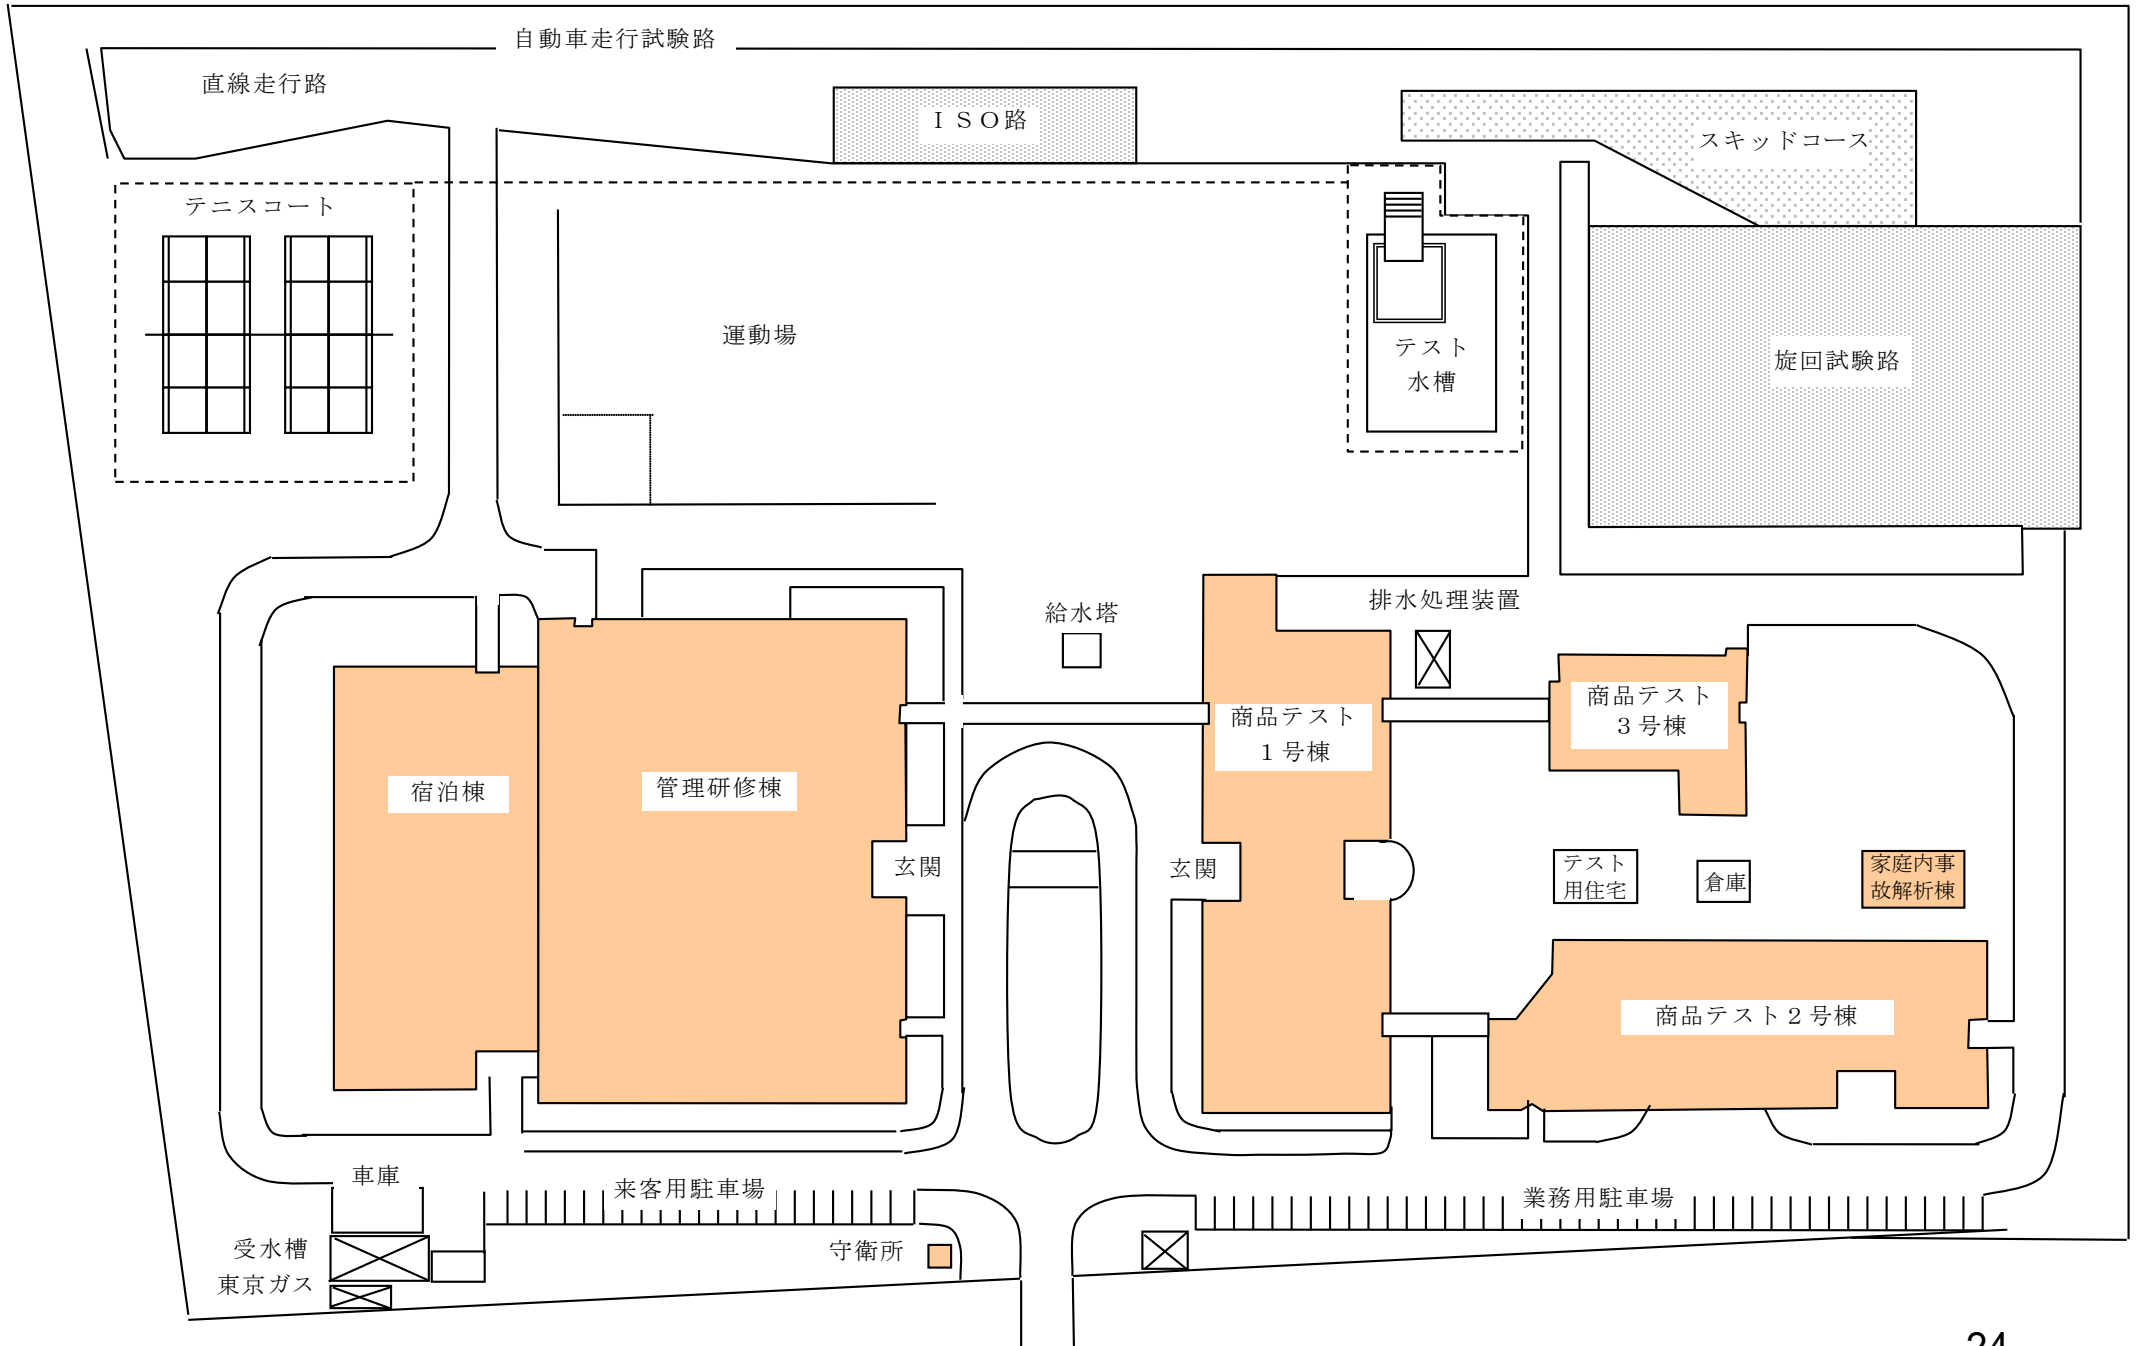 自動車走行試験路
直線走行路
ＩＳＯ路
スキッドコース
テニスコート
運動場
テスト
水槽
旋回試験路
給水塔
排水処理装置
商品テスト
３号棟
商品テスト
１号棟
宿泊棟
管理研修棟
玄関
玄関
テスト
用住宅
倉庫
家庭内事
故解析棟
商品テスト２号棟
車庫
来客用駐車場
業務用駐車場
受水槽
守衛所
東京ガス
24